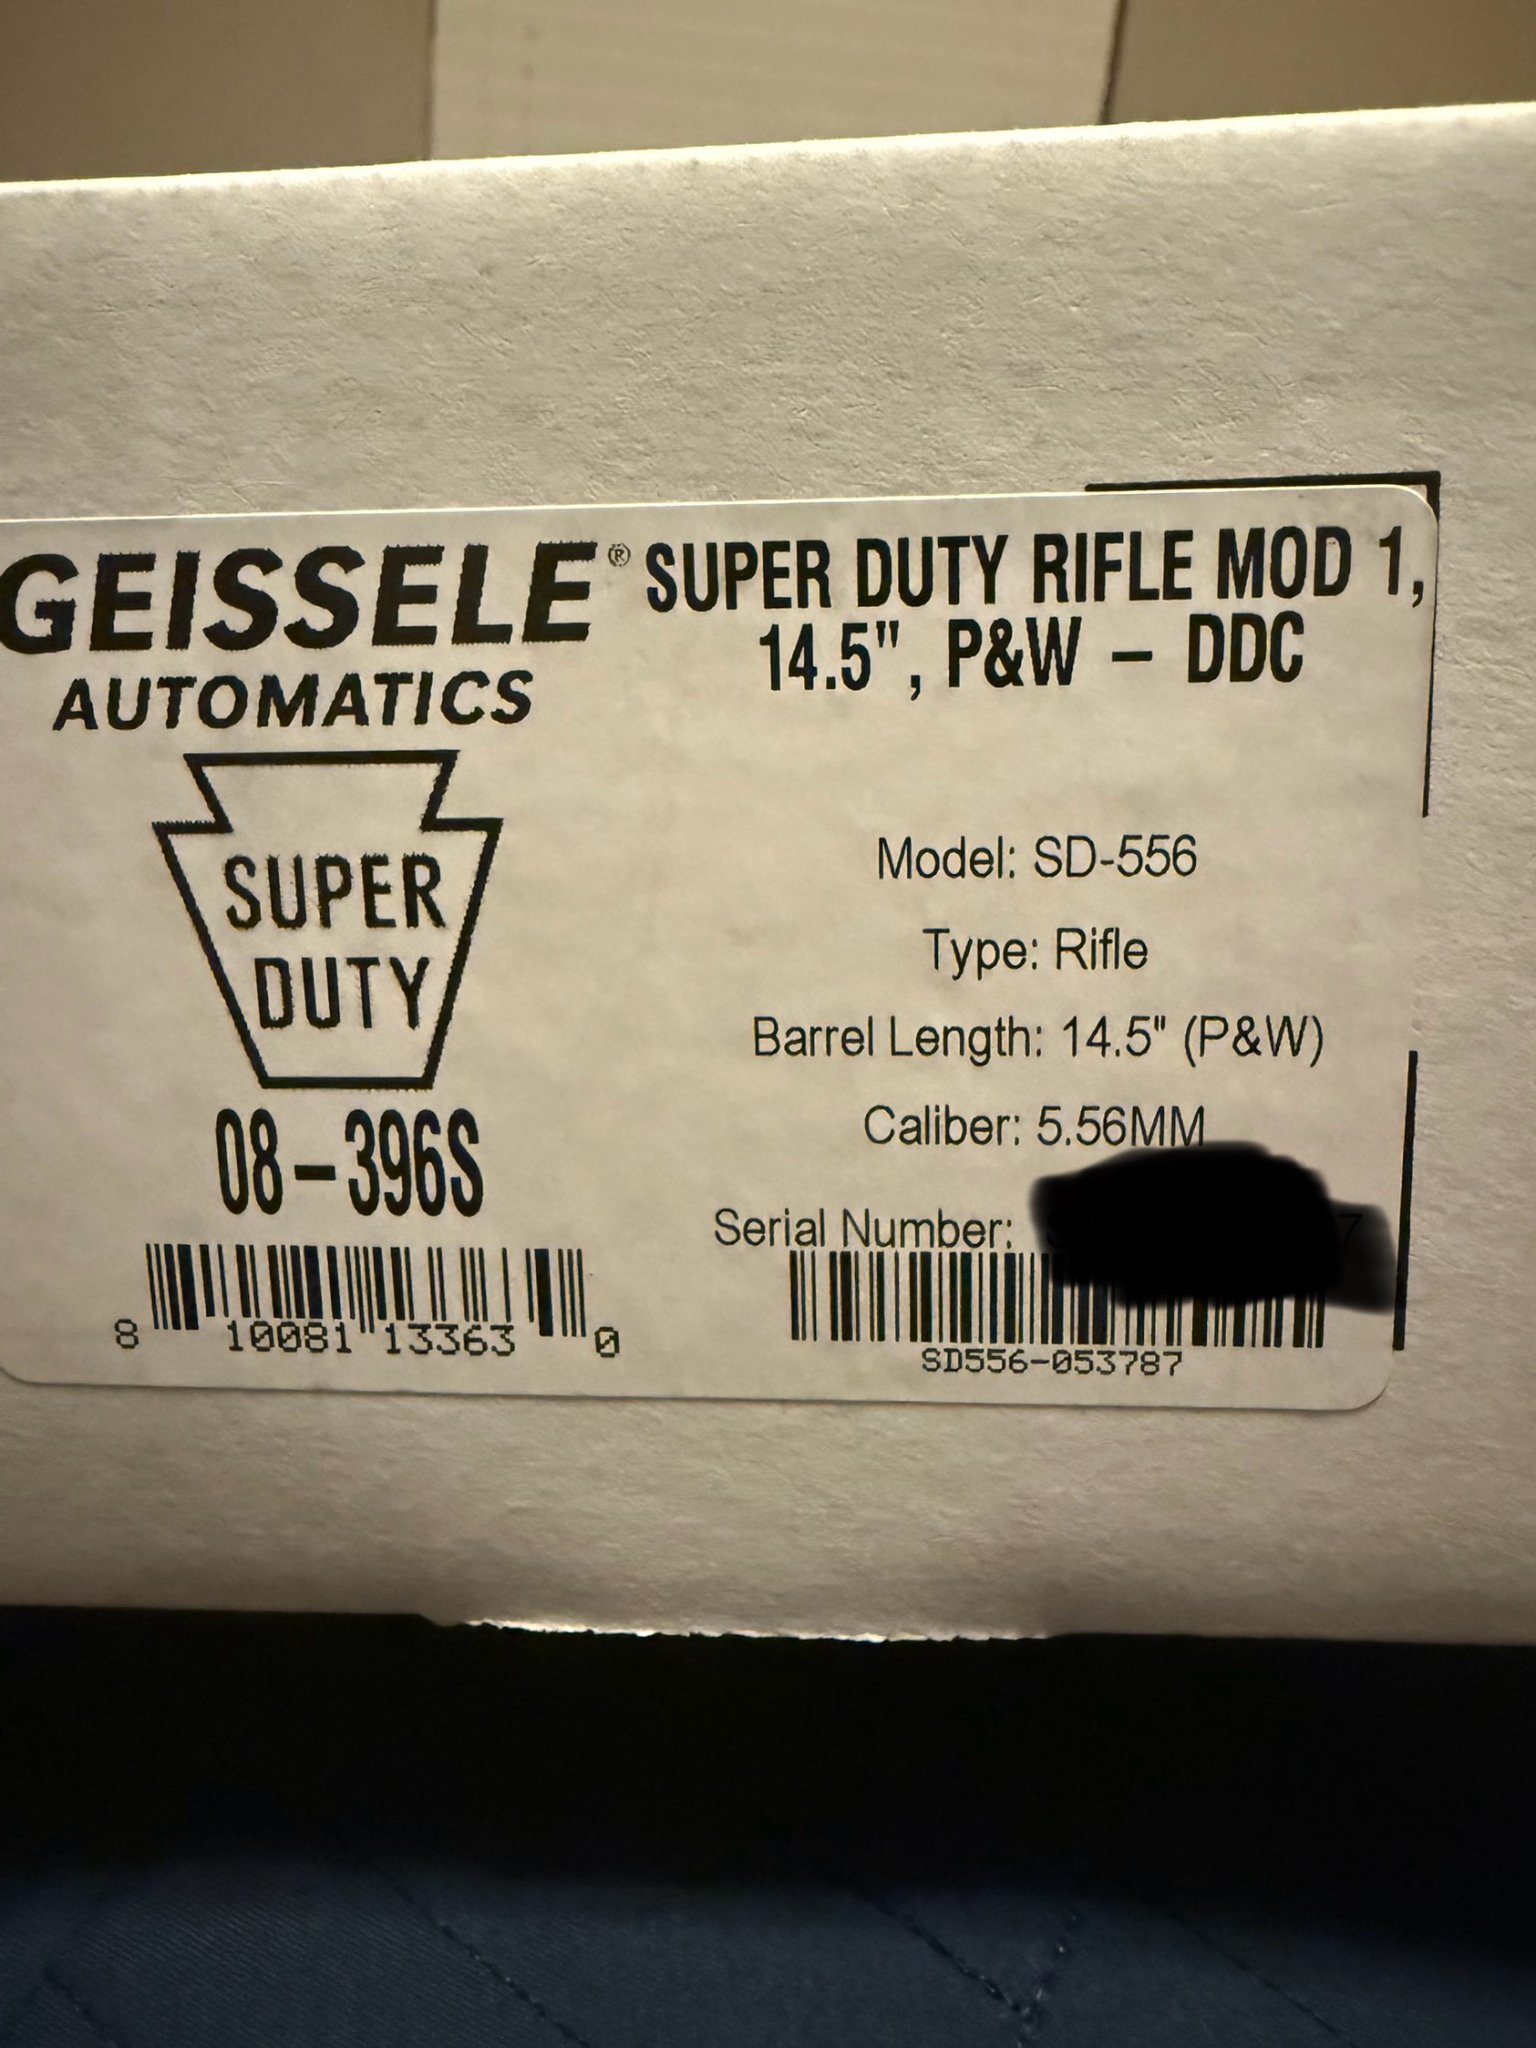 GEISSELE®
AUTOMATICS
SUPER
DUTY
08-396S
8 10081 13363 0
SUPER DUTY RIFLE MOD 1,
14.5", P&W - DDC
Model: SD-556
Type: Rifle
Barrel Length: 14.5" (P&W)
Caliber: 5.56MM
Serial Number:
SD556-053787